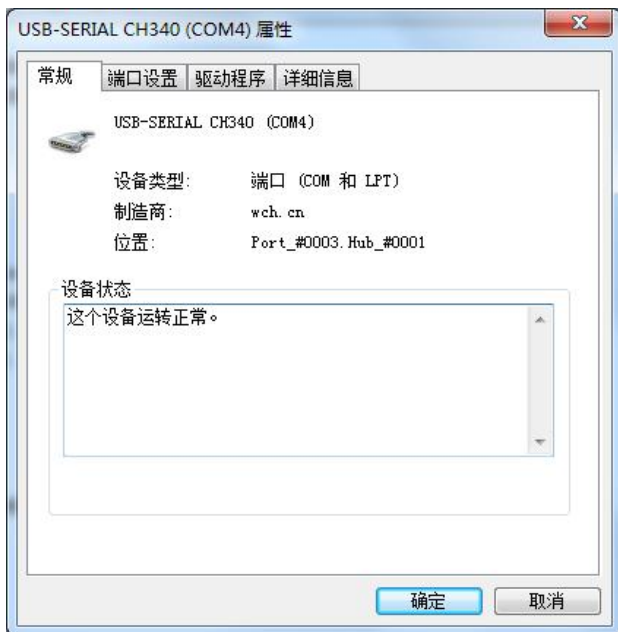 USB-SERIAL CH340 (COM4) 属性
常规 端口设置 驱动程序 详细信息
USB-SERIAL CH340 (COM4)
设备类型: 端口 (COM 和 LPT)
制造商: wch.cn
位置: Port_#0003.Hub_#0001
设备状态
这个设备运转正常。
确定 取消